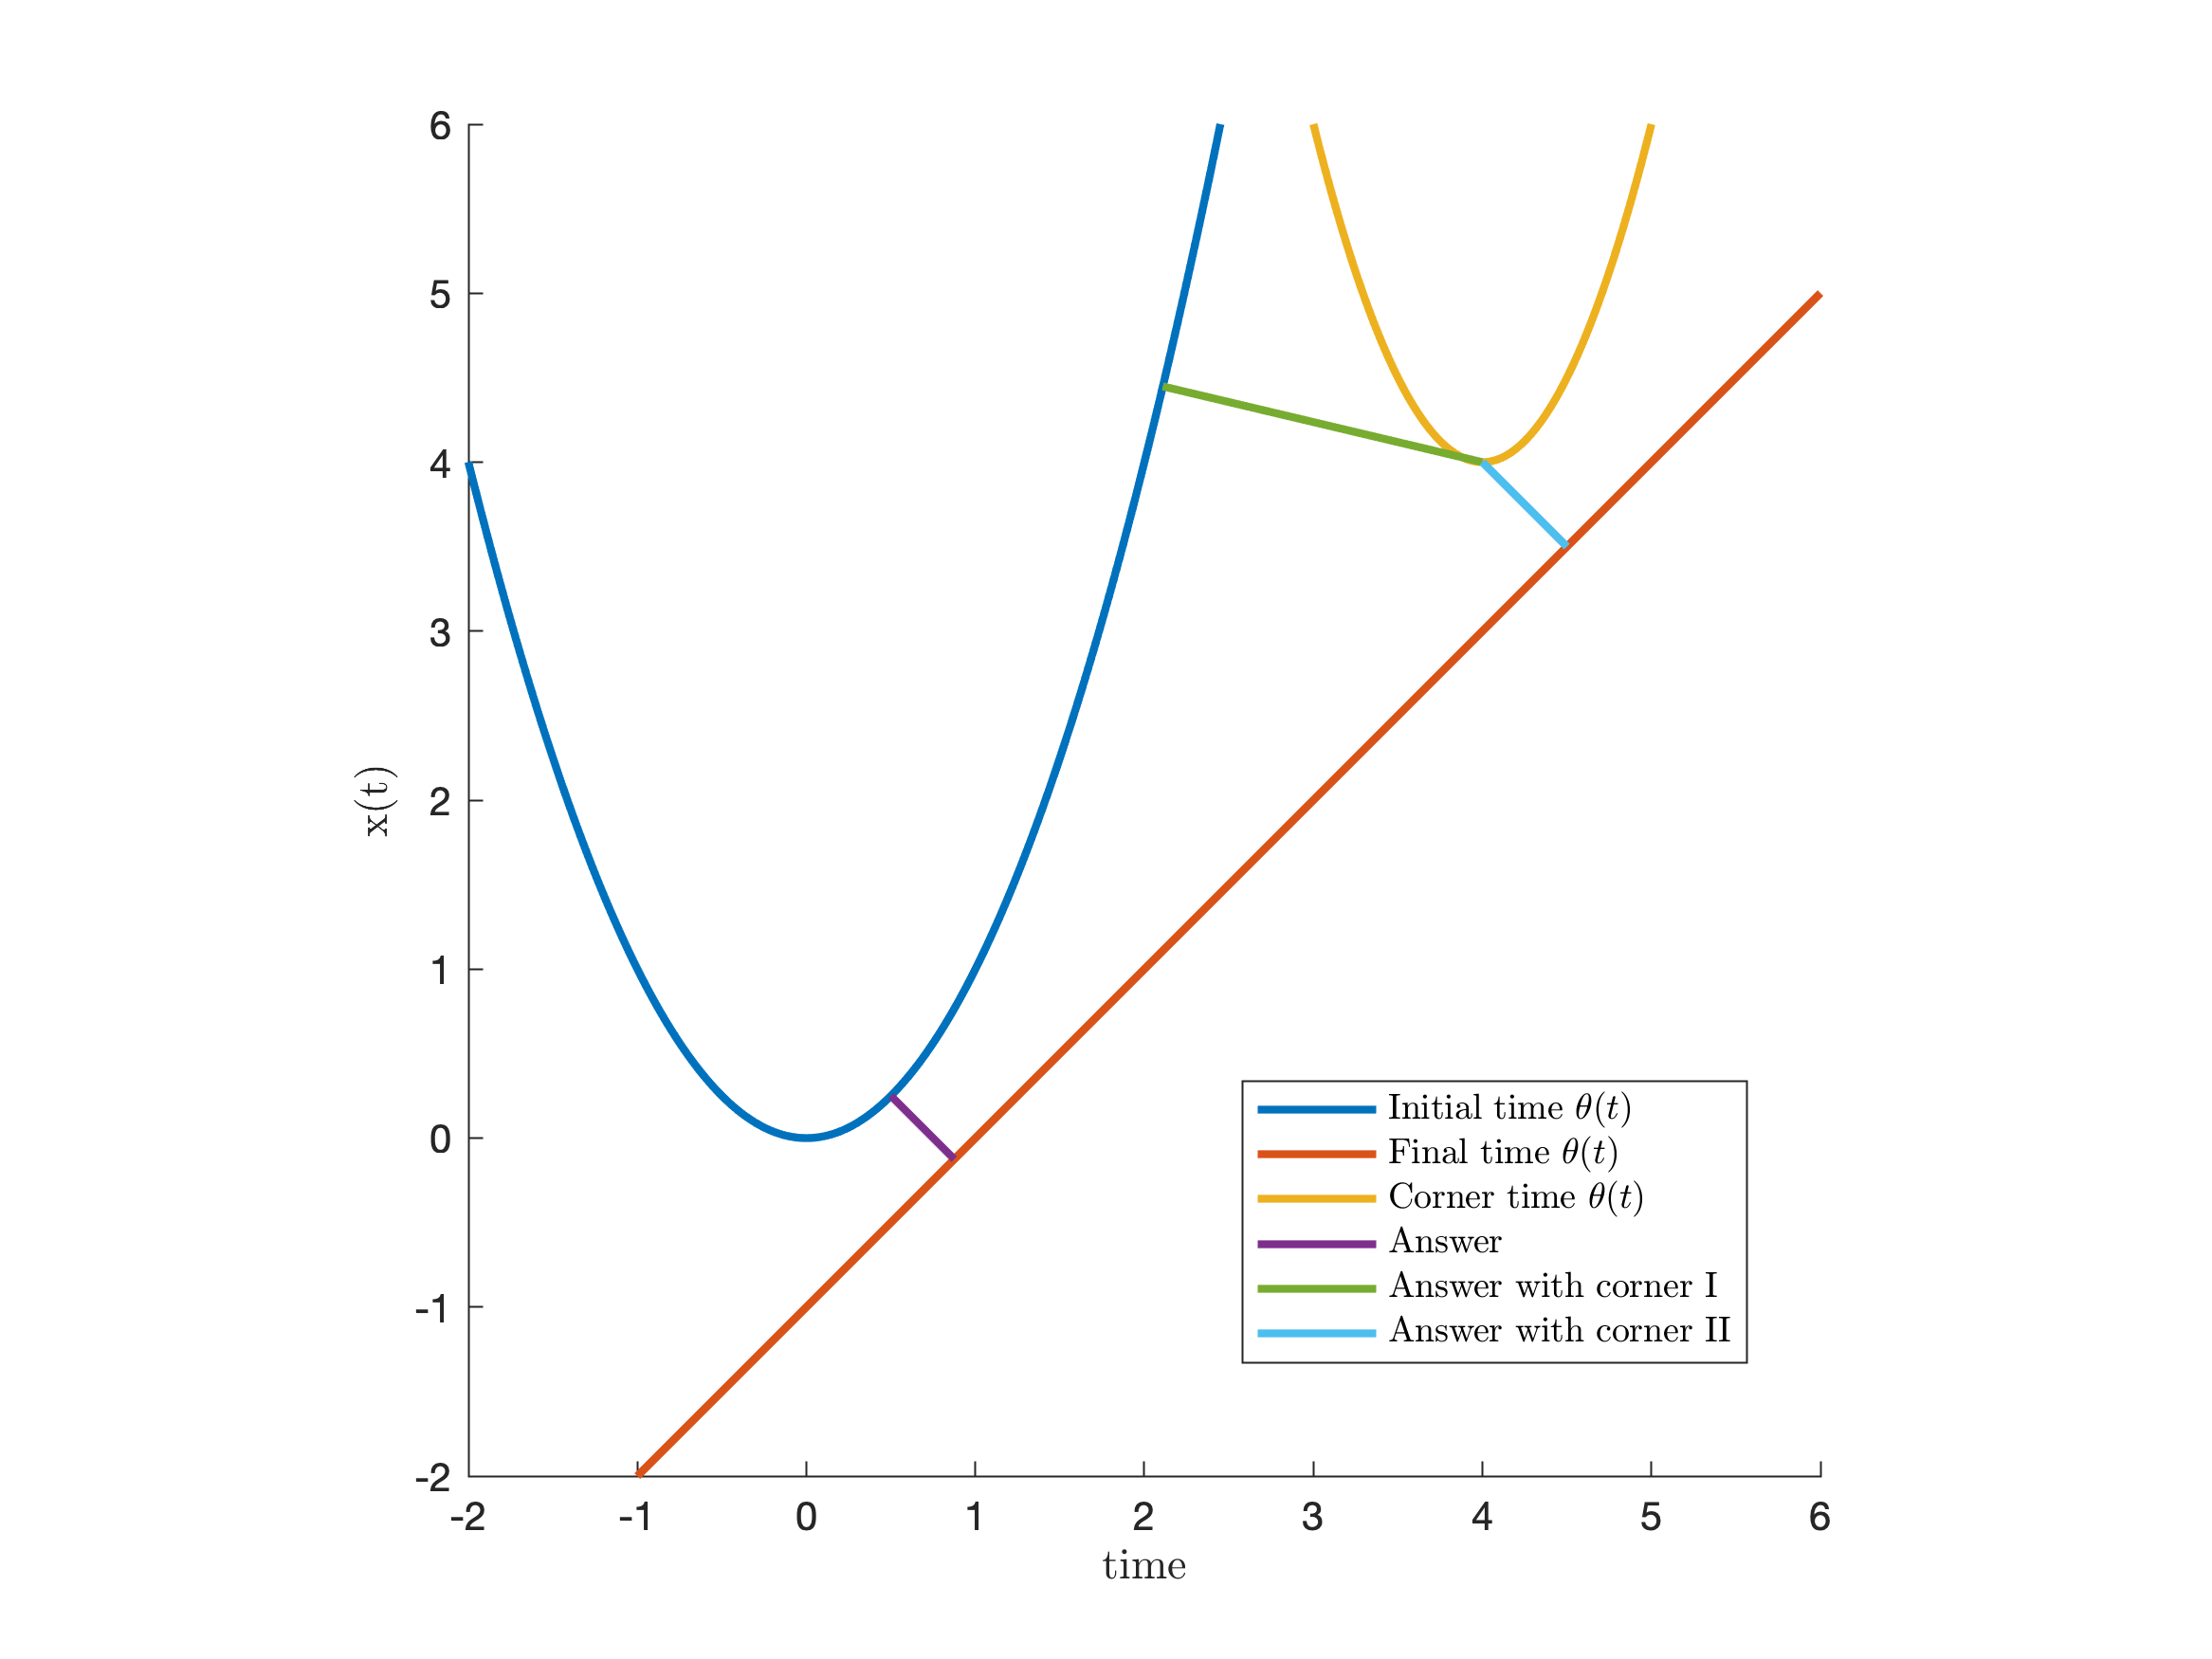 6
5
4
3
2
1
0
-1
-2
x(t)
-2 -1 0 1 2 3 4 5 6
time
Initial time θ(t)
Final time θ(t)
Corner time θ(t)
Answer
Answer with corner I
Answer with corner II